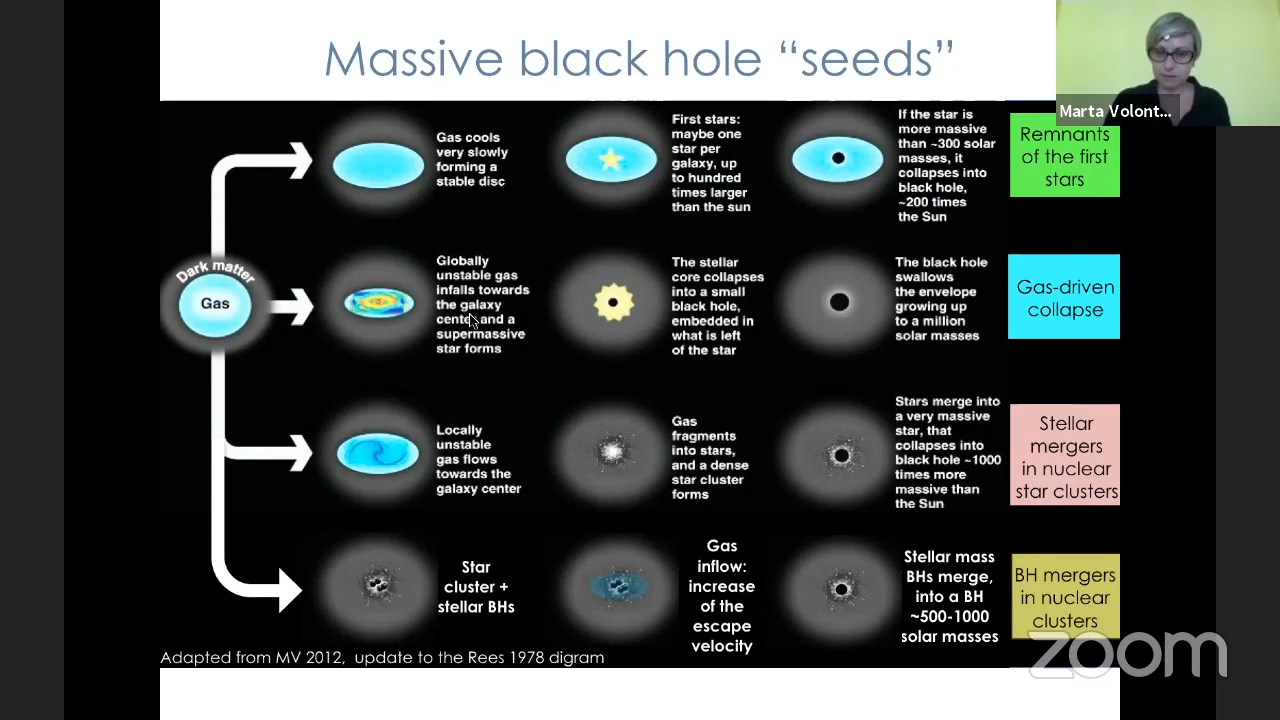 Massive black hole “seeds”
Marta Volont...
Gas cools
very slowly
forming a
stable disc
First stars:
maybe one
star per
galaxy, up
to hundred
times larger
than the sun
If the star is
more massive
than ~300 solar
masses, it
collapses into
black hole,
~200 times
the Sun
Remnants
of the first
stars
Dark matter
Gas
Globally
unstable gas
infalls towards
the galaxy
center and a
supermassive
star forms
The stellar
core collapses
into a small
black hole,
embedded in
what is left
of the star
The black hole
swallows
the envelope
growing up
to a million
solar masses
Gas-driven
collapse
Locally
unstable
gas flows
towards the
galaxy center
Gas
fragments
into stars,
and a dense
star cluster
forms
Stars merge into
a very massive
star, that
collapses into
black hole ~1000
times more
massive than
the Sun
Stellar
mergers
in nuclear
star clusters
Star
cluster +
stellar BHs
Gas
inflow:
increase
of the
escape
velocity
Stellar mass
BHs merge,
into a BH
~500-1000
solar masses
BH mergers
in nuclear
clusters
Adapted from MV 2012, update to the Rees 1978 digram
zoom